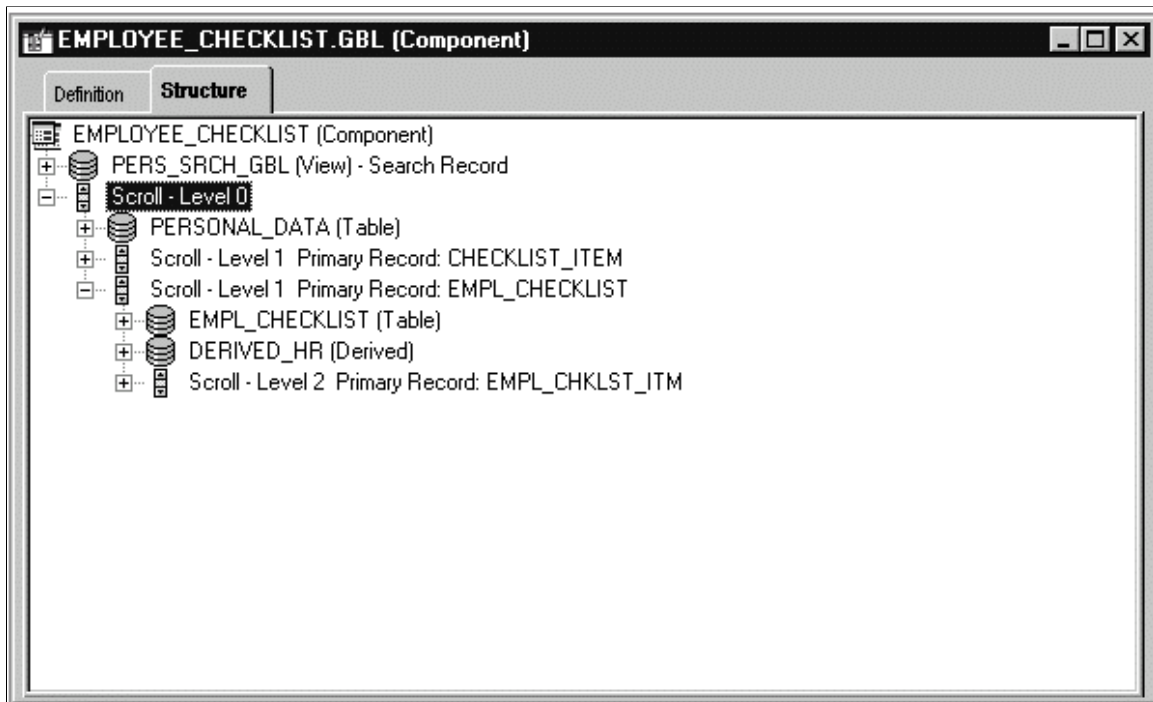 EMPLOYEE_CHECKLIST.GBL (Component)
Definition Structure
EMPLOYEE_CHECKLIST (Component)
PERS_SRCH_GBL (View) - Search Record
Scroll - Level 0
PERSONAL_DATA (Table)
Scroll - Level 1 Primary Record: CHECKLIST_ITEM
Scroll - Level 1 Primary Record: EMPL_CHECKLIST
EMPL_CHECKLIST (Table)
DERIVED_HR (Derived)
Scroll - Level 2 Primary Record: EMPL_CHKLST_ITM